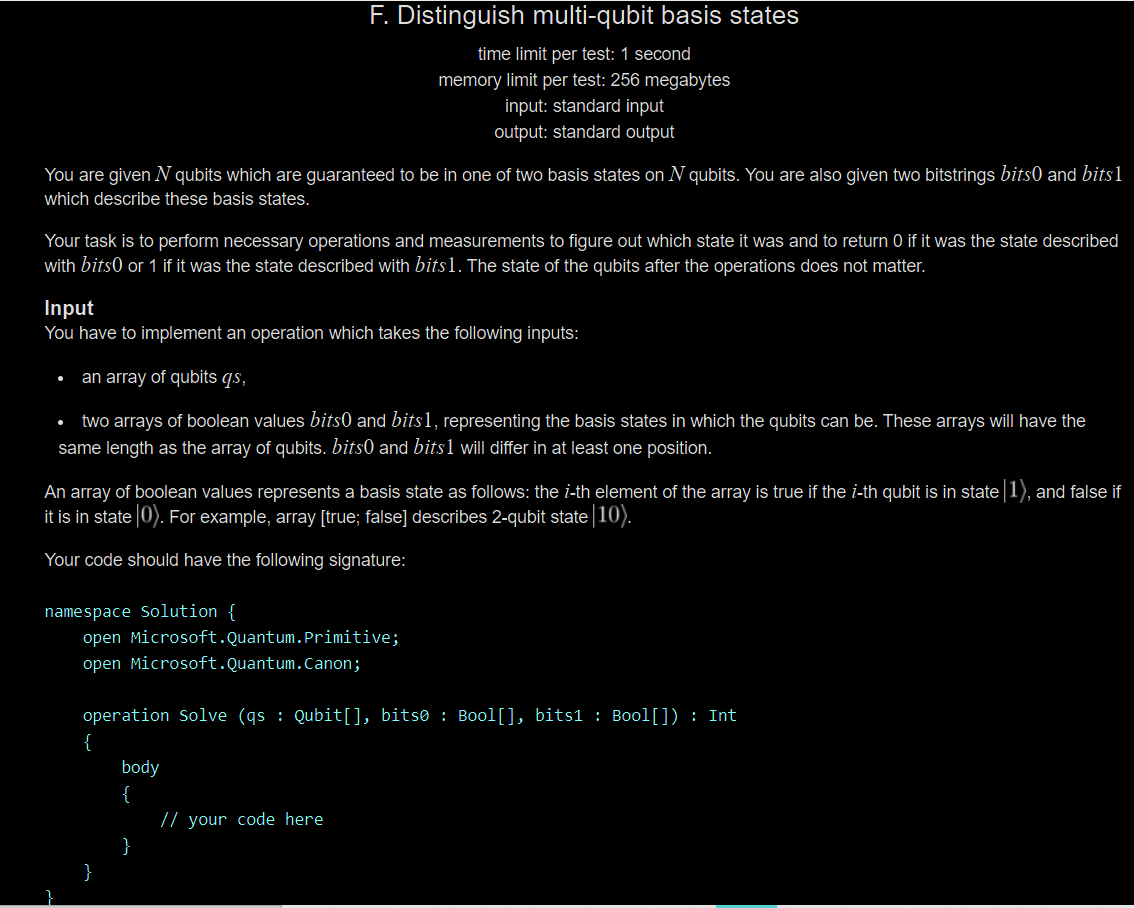 F. Distinguish multi-qubit basis states
time limit per test: 1 second
memory limit per test: 256 megabytes
input: standard input
output: standard output
You are given N qubits which are guaranteed to be in one of two basis states on N qubits. You are also given two bitstrings bits0 and bits1
which describe these basis states.
Your task is to perform necessary operations and measurements to figure out which state it was and to return 0 if it was the state described
with bits0 or 1 if it was the state described with bits1. The state of the qubits after the operations does not matter.
Input
You have to implement an operation which takes the following inputs:
• an array of qubits qs,
• two arrays of boolean values bits0 and bits1, representing the basis states in which the qubits can be. These arrays will have the
same length as the array of qubits. bits0 and bits1 will differ in at least one position.
An array of boolean values represents a basis state as follows: the i-th element of the array is true if the i-th qubit is in state |1⟩, and false if
it is in state |0⟩. For example, array [true; false] describes 2-qubit state |10⟩.
Your code should have the following signature:
namespace Solution {
    open Microsoft.Quantum.Primitive;
    open Microsoft.Quantum.Canon;
    operation Solve (qs : Qubit[], bits0 : Bool[], bits1 : Bool[]) : Int
    {
        body
        {
            // your code here
        }
    }
}